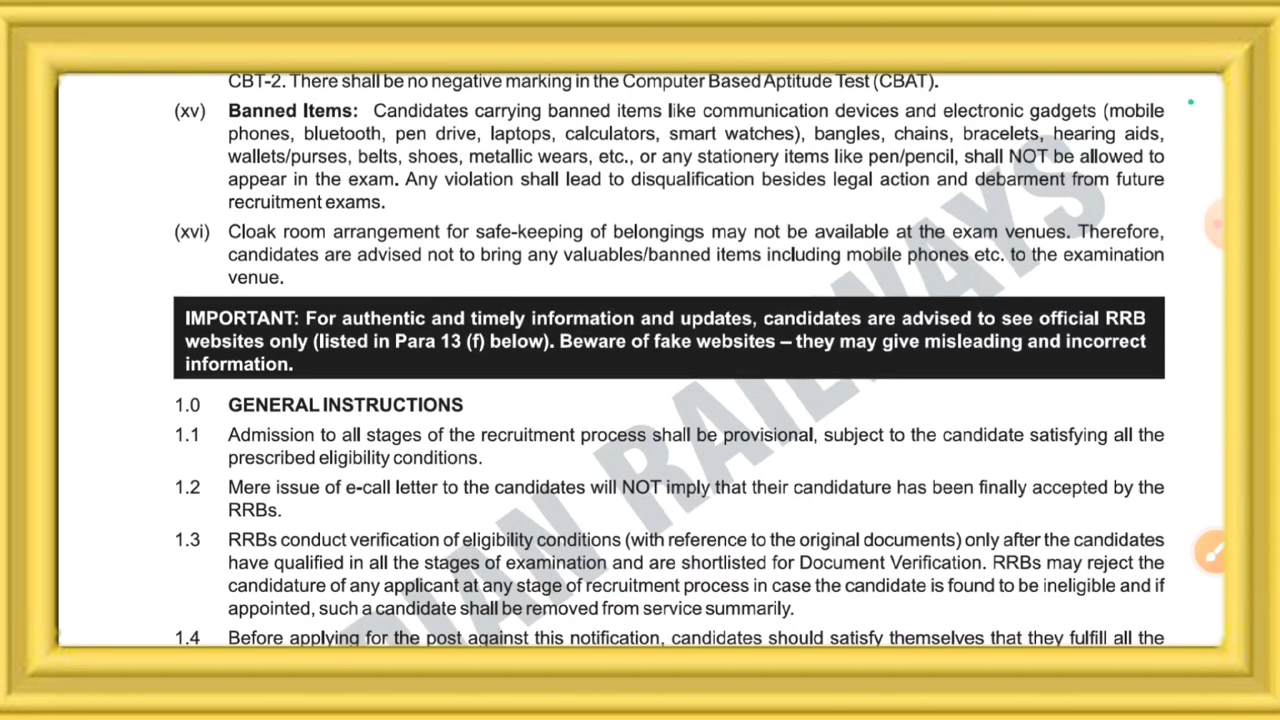 CBT-2. There shall be no negative marking in the Computer Based Aptitude Test (CBAT).
(xv) Banned Items: Candidates carrying banned items like communication devices and electronic gadgets (mobile
phones, bluetooth, pen drive, laptops, calculators, smart watches), bangles, chains, bracelets, hearing aids,
wallets/purses, belts, shoes, metallic wears, etc., or any stationery items like pen/pencil, shall NOT be allowed to
appear in the exam. Any violation shall lead to disqualification besides legal action and debarment from future
recruitment exams.
(xvi) Cloak room arrangement for safe-keeping of belongings may not be available at the exam venues. Therefore,
candidates are advised not to bring any valuables/banned items including mobile phones etc. to the examination
venue.
IMPORTANT: For authentic and timely information and updates, candidates are advised to see official RRB
websites only (listed in Para 13 (f) below). Beware of fake websites – they may give misleading and incorrect
information.
1.0 GENERAL INSTRUCTIONS
1.1 Admission to all stages of the recruitment process shall be provisional, subject to the candidate satisfying all the
prescribed eligibility conditions.
1.2 Mere issue of e-call letter to the candidates will NOT imply that their candidature has been finally accepted by the
RRBs.
1.3 RRBs conduct verification of eligibility conditions (with reference to the original documents) only after the candidates
have qualified in all the stages of examination and are shortlisted for Document Verification. RRBs may reject the
candidature of any applicant at any stage of recruitment process in case the candidate is found to be ineligible and if
appointed, such a candidate shall be removed from service summarily.
1.4 Before applying for the post against this notification, candidates should satisfy themselves that they fulfill all the
DIAN RAILWAYS